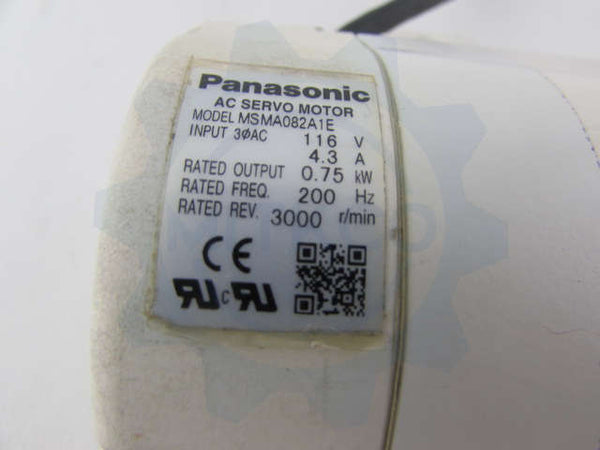 Panasonic
AC SERVO MOTOR
MODEL MSMA082A1E
INPUT 3ØAC 116 V
4.3 A
RATED OUTPUT 0.75 kW
RATED FREQ. 200 Hz
RATED REV. 3000 r/min
CE
c